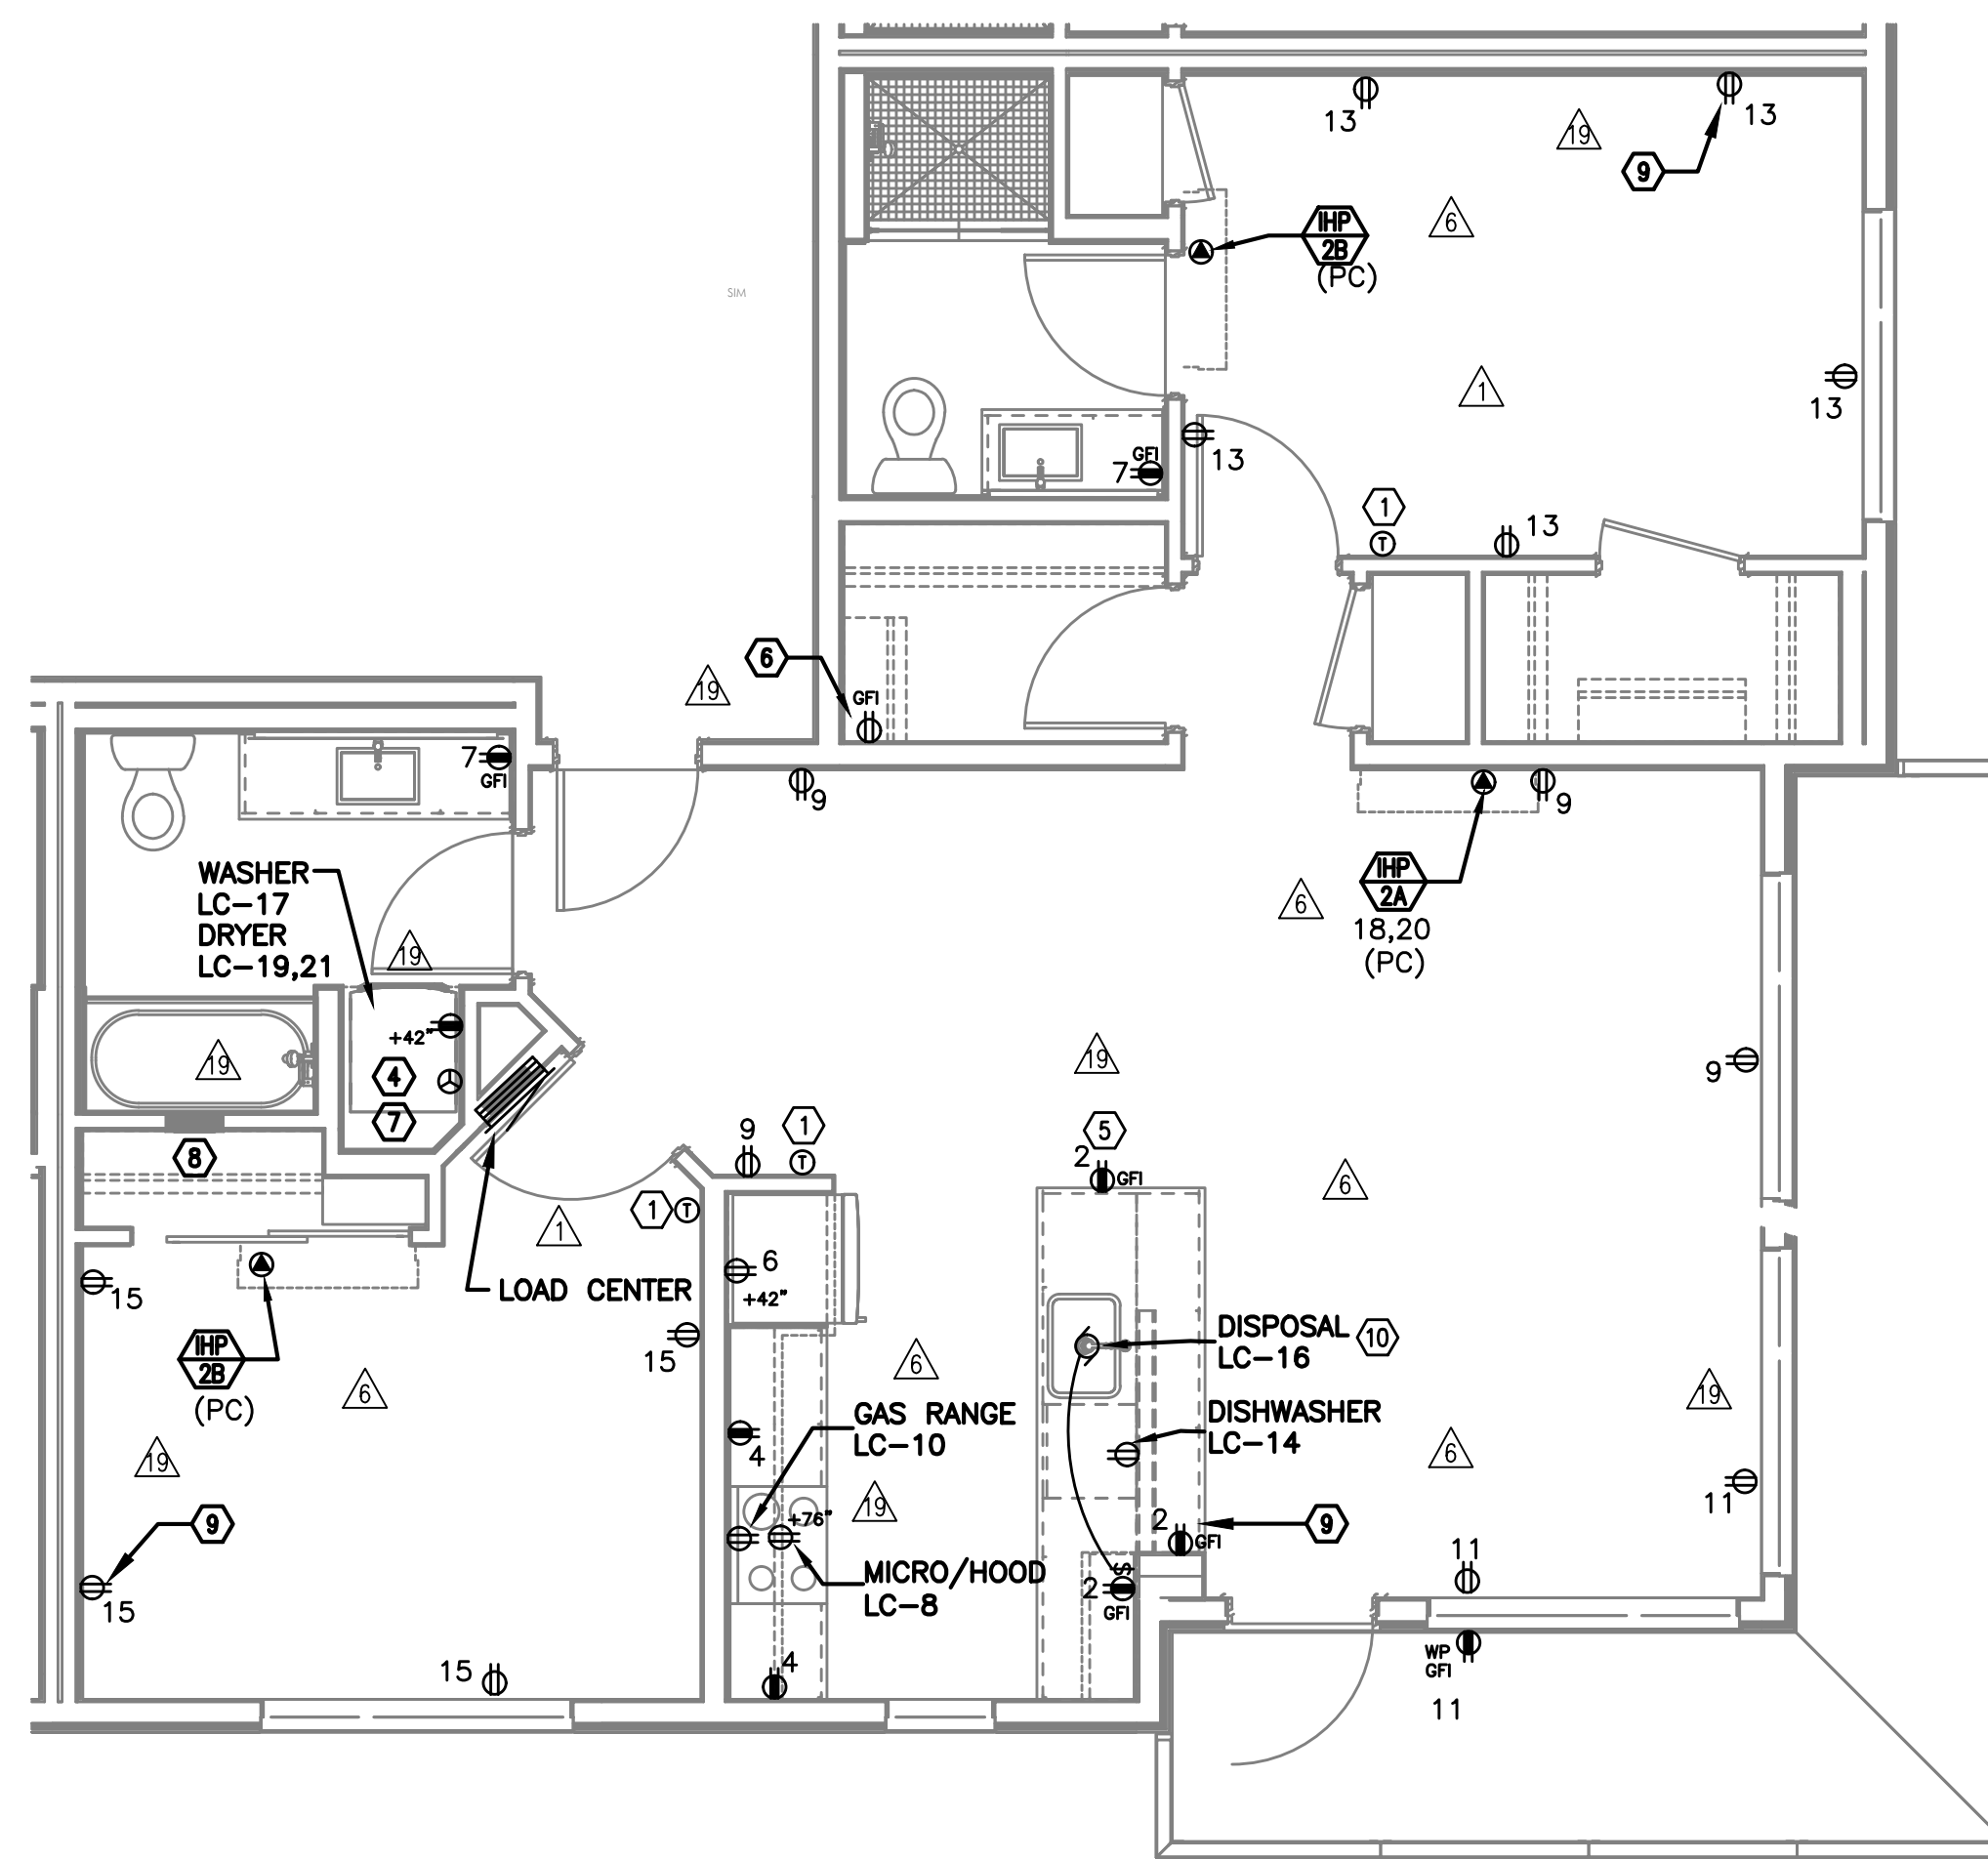 13
13
19
9
6
IHP
2B
(PC)
SIM
1
13
13
GFI
7
1
T
13
6
19
GFI
7
GFI
9
9
WASHER
LC-17
DRYER
LC-19,21
19
IHP
2A
18,20
(PC)
6
+42"
4
7
19
19
9
8
9
1
T
5
2
GFI
6
1
T
1
6
+42"
LOAD CENTER
15
15
IHP
2B
(PC)
6
6
DISPOSAL
LC-16
10
GAS RANGE
LC-10
DISHWASHER
LC-14
19
4
19
19
6
11
9
+76"
2
GFI
9
11
MICRO/HOOD
LC-8
S
2
GFI
15
15
4
WP
GFI
11